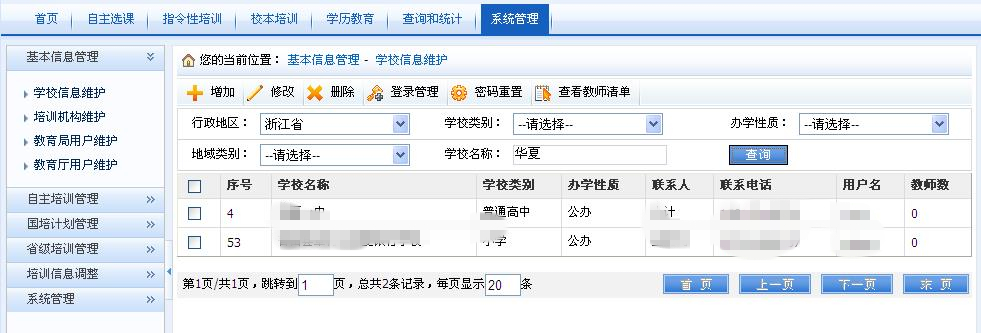 首页 自主选课 指令性培训 校本培训 学历教育 查询和统计 系统管理
基本信息管理
学校信息维护
培训机构维护
教育局用户维护
教育厅用户维护
自主培训管理
国培计划管理
省级培训管理
培训信息调整
系统管理
您的当前位置： 基本信息管理 - 学校信息维护
增加 修改 删除 登录管理 密码重置 查看教师清单
行政地区： 浙江省 学校类别： --请选择-- 办学性质： --请选择--
地域类别： --请选择-- 学校名称： 华夏 查询
序号 学校名称 学校类别 办学性质 联系人 联系电话 用户名 教师数
4 中 普通高中 公办 计 0
53 学校 小学 公办 0
第1页/共1页，跳转到 1 页，总共2条记录，每页显示 20 条 首 页 上一页 下一页 末 页